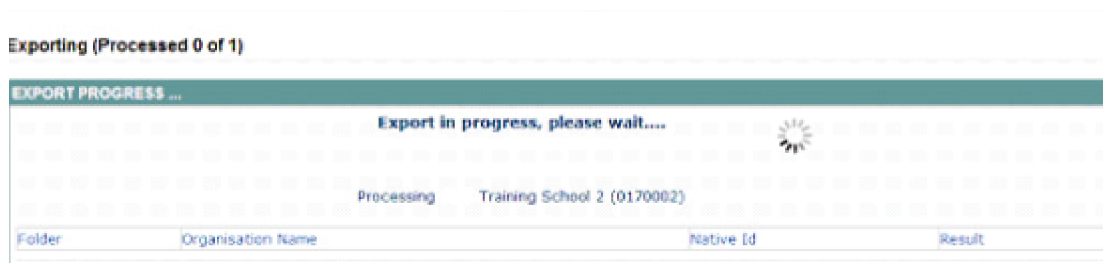 Exporting (Processed 0 of 1)
EXPORT PROGRESS ...
Export in progress, please wait....
Processing Training School 2 (0170002)
Folder Organisation Name Native Id Result